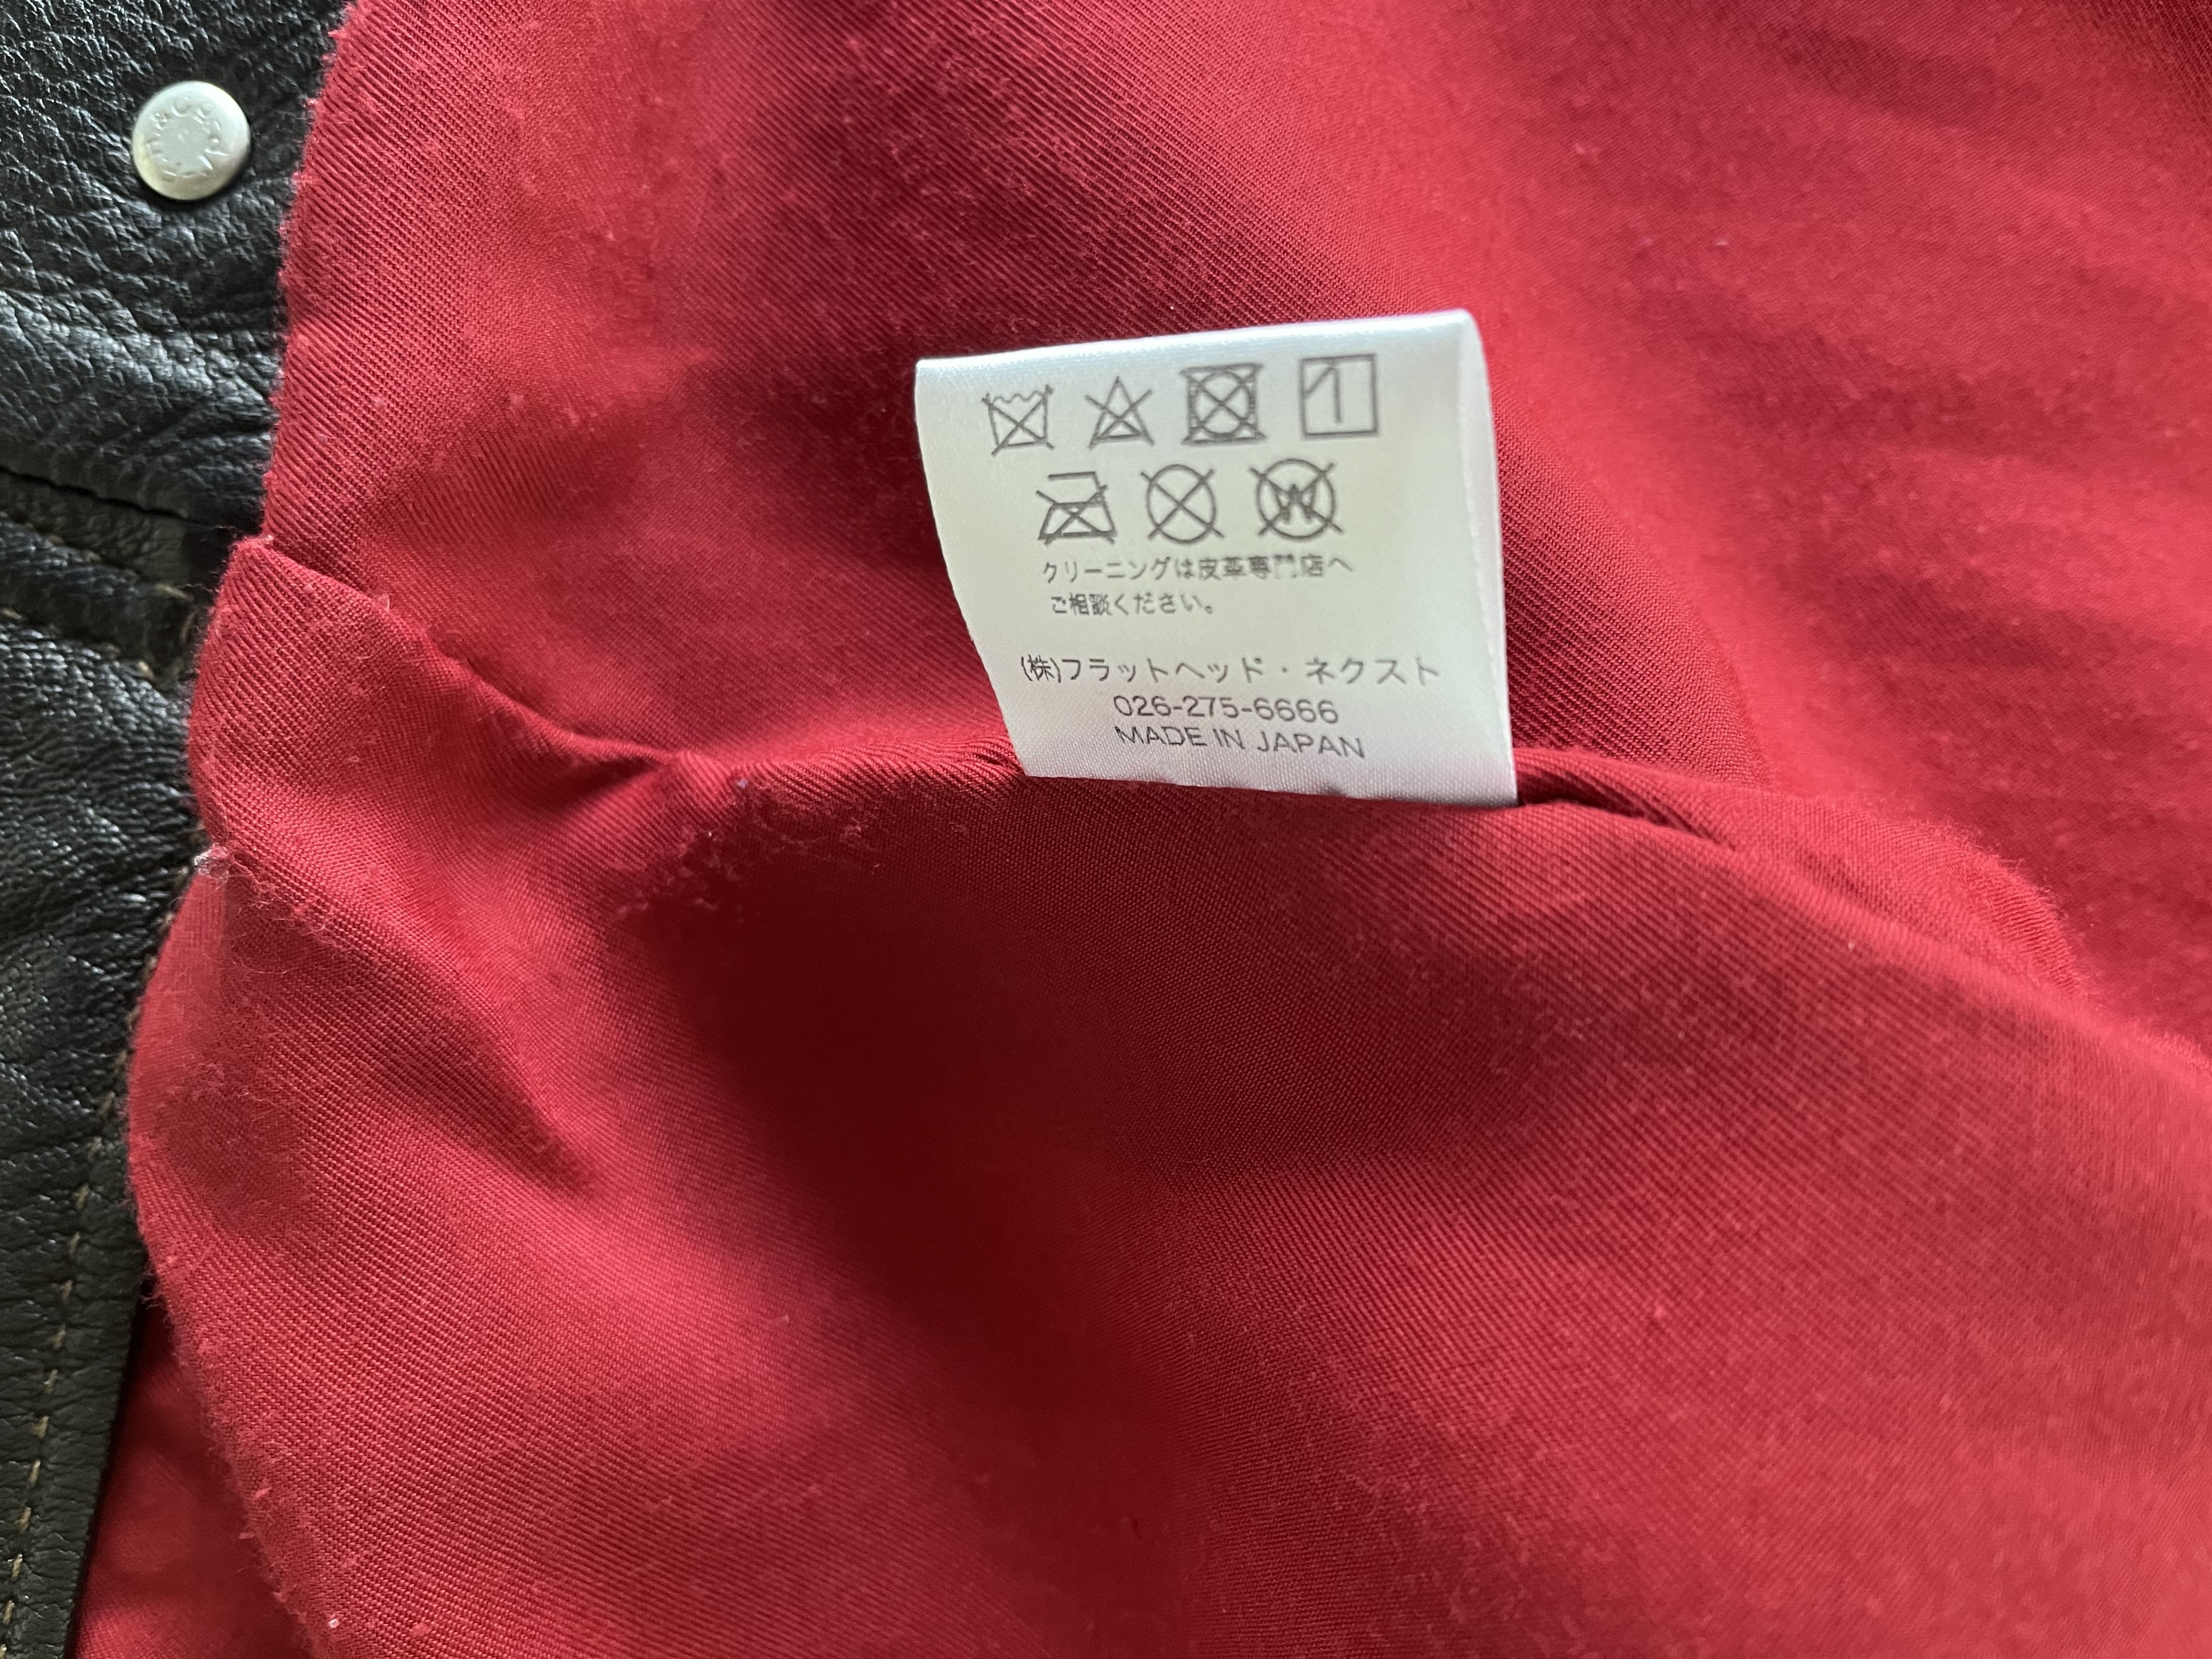 クリーニングは皮革専門店へ
ご相談ください。
(株)フラットヘッド・ネクスト
026-275-6666
MADE IN JAPAN